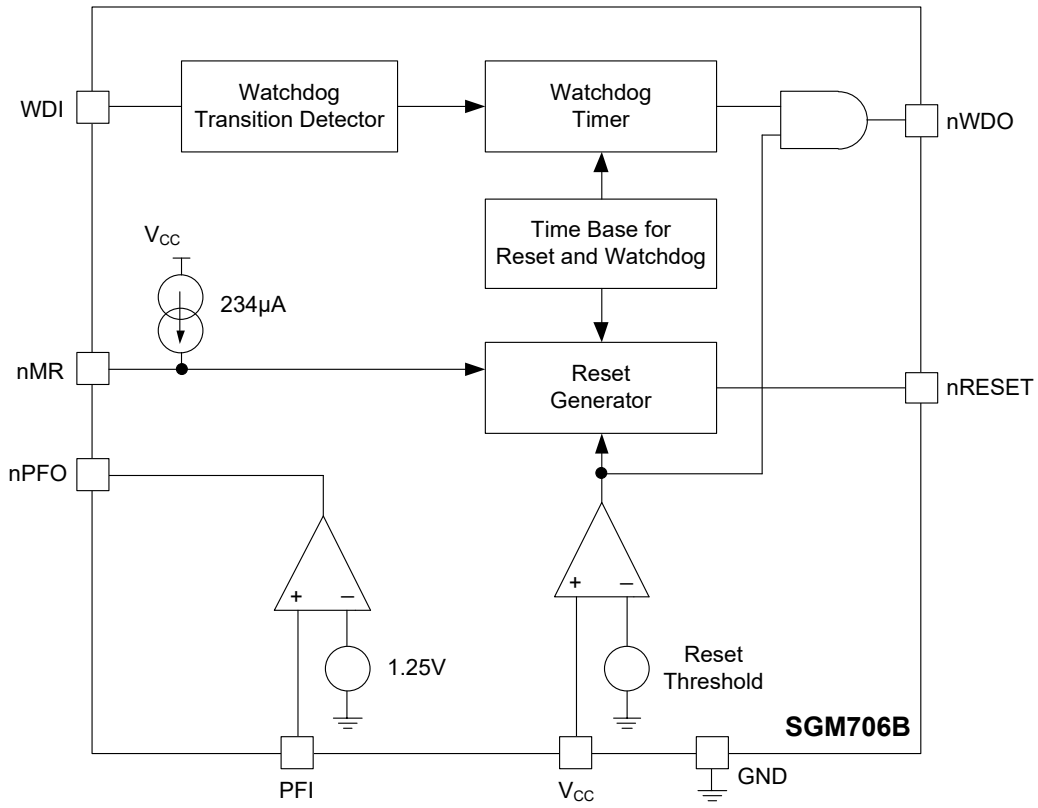 WDI
Watchdog
Transition Detector
Watchdog
Timer
nWDO
Time Base for
Reset and Watchdog
VCC
234µA
nMR
Reset
Generator
nRESET
nPFO
+
–
1.25V
+
–
Reset
Threshold
SGM706B
PFI
VCC
GND